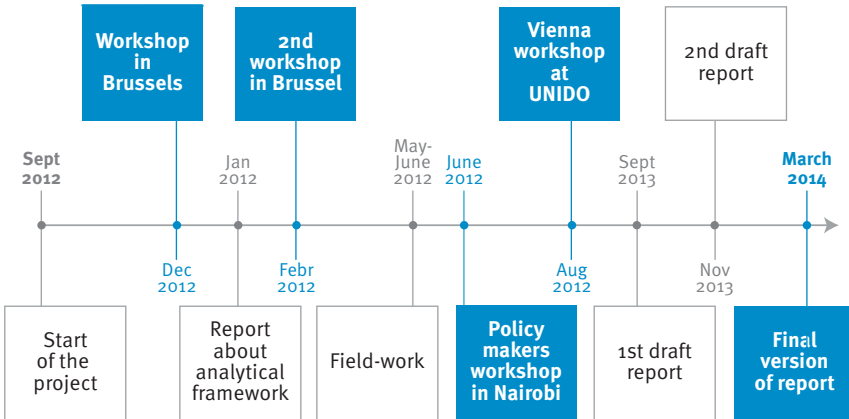 Workshop
in
Brussels
2nd
workshop
in Brussel
Vienna
workshop
at
UNIDO
2nd draft
report
Sept
2012
Jan
2012
May-
June
2012
June
2012
Sept
2013
March
2014
Dec
2012
Febr
2012
Aug
2012
Nov
2013
Start
of the
project
Report
about
analytical
framework
Field-work
Policy
makers
workshop
in Nairobi
1st draft
report
Final
version
of report